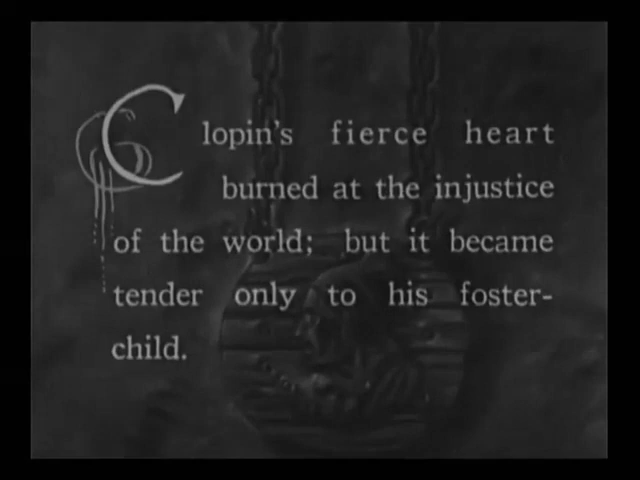 Clopin's fierce heart
burned at the injustice
of the world; but it became
tender only to his foster-
child.